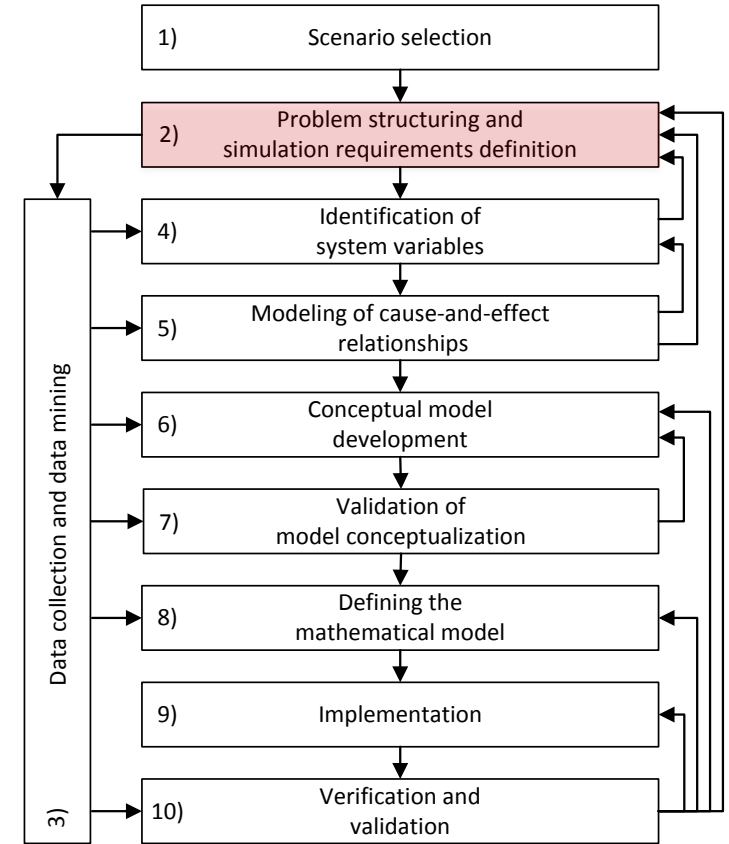 1) Scenario selection
2) Problem structuring and
simulation requirements definition
3) Data collection and data mining
4) Identification of
system variables
5) Modeling of cause-and-effect
relationships
6) Conceptual model
development
7) Validation of
model conceptualization
8) Defining the
mathematical model
9) Implementation
10) Verification and
validation